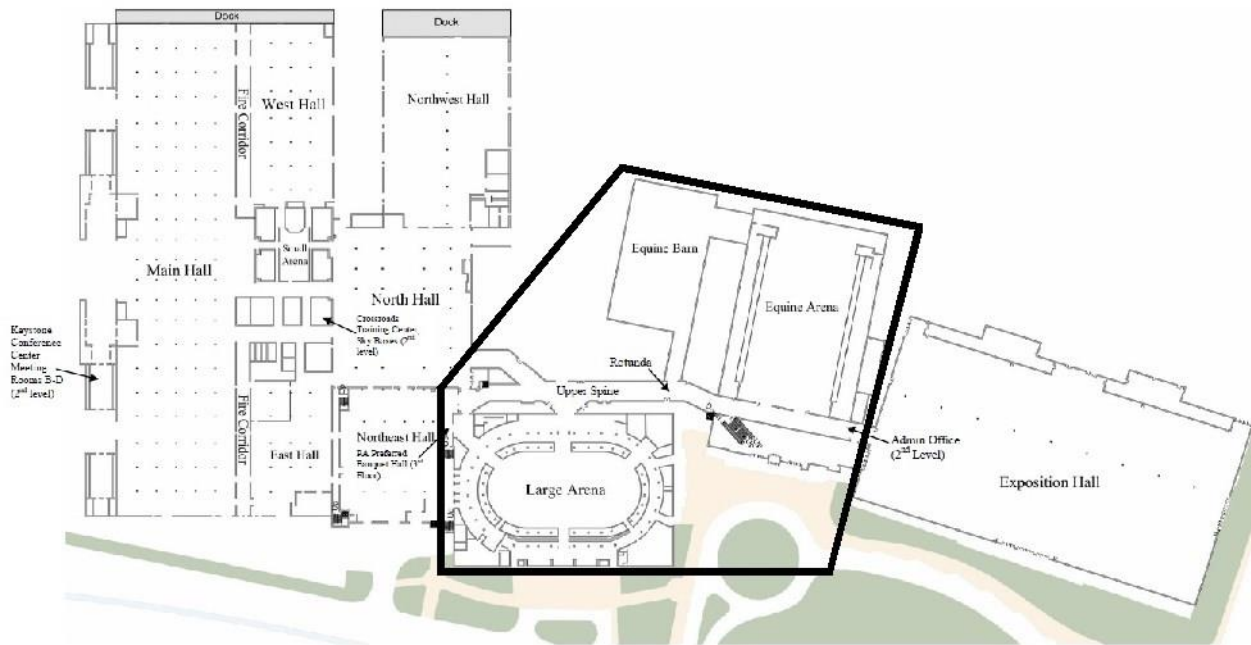 Dock
Dock
West Hall
Northwest Hall
Fire Corridor
Equine Barn
Small
Arena
Main Hall
North Hall
Equine Arena
Keystone
Conference
Center
Meeting
Rooms B-D
(2nd level)
Crossroads
Training Center
Sky Boxes (2nd
level)
Rotunda
Upper Spine
Fire Corridor
Northeast Hall
PA Preferred
Banquet Hall (3rd
Floor)
East Hall
Large Arena
Admin Office
(2nd Level)
Exposition Hall